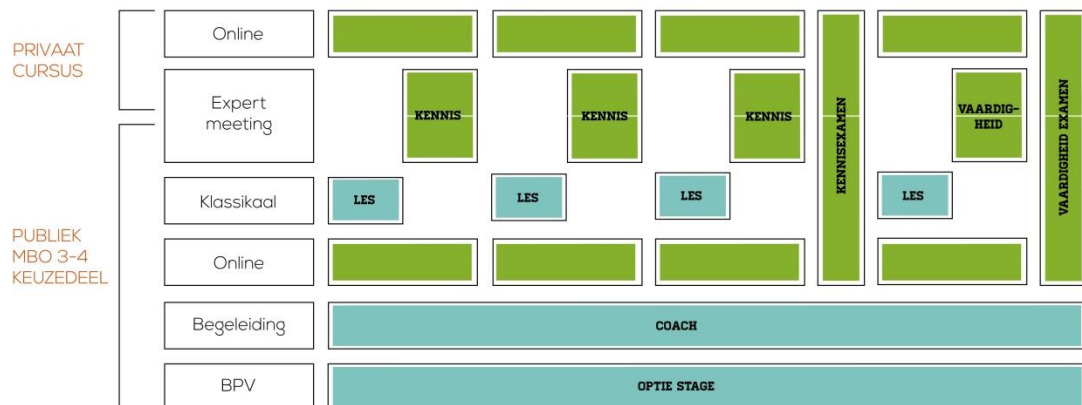 PRIVAAT
CURSUS
Online
Expert
meeting
KENNIS
KENNIS
KENNIS
KENNISEXAMEN
VAARDIG-
HEID
VAARDIGHEID EXAMEN
Klassikaal
LES
LES
LES
LES
PUBLIEK
MBO 3-4
KEUZEDEEL
Online
Begeleiding
COACH
BPV
OPTIE STAGE